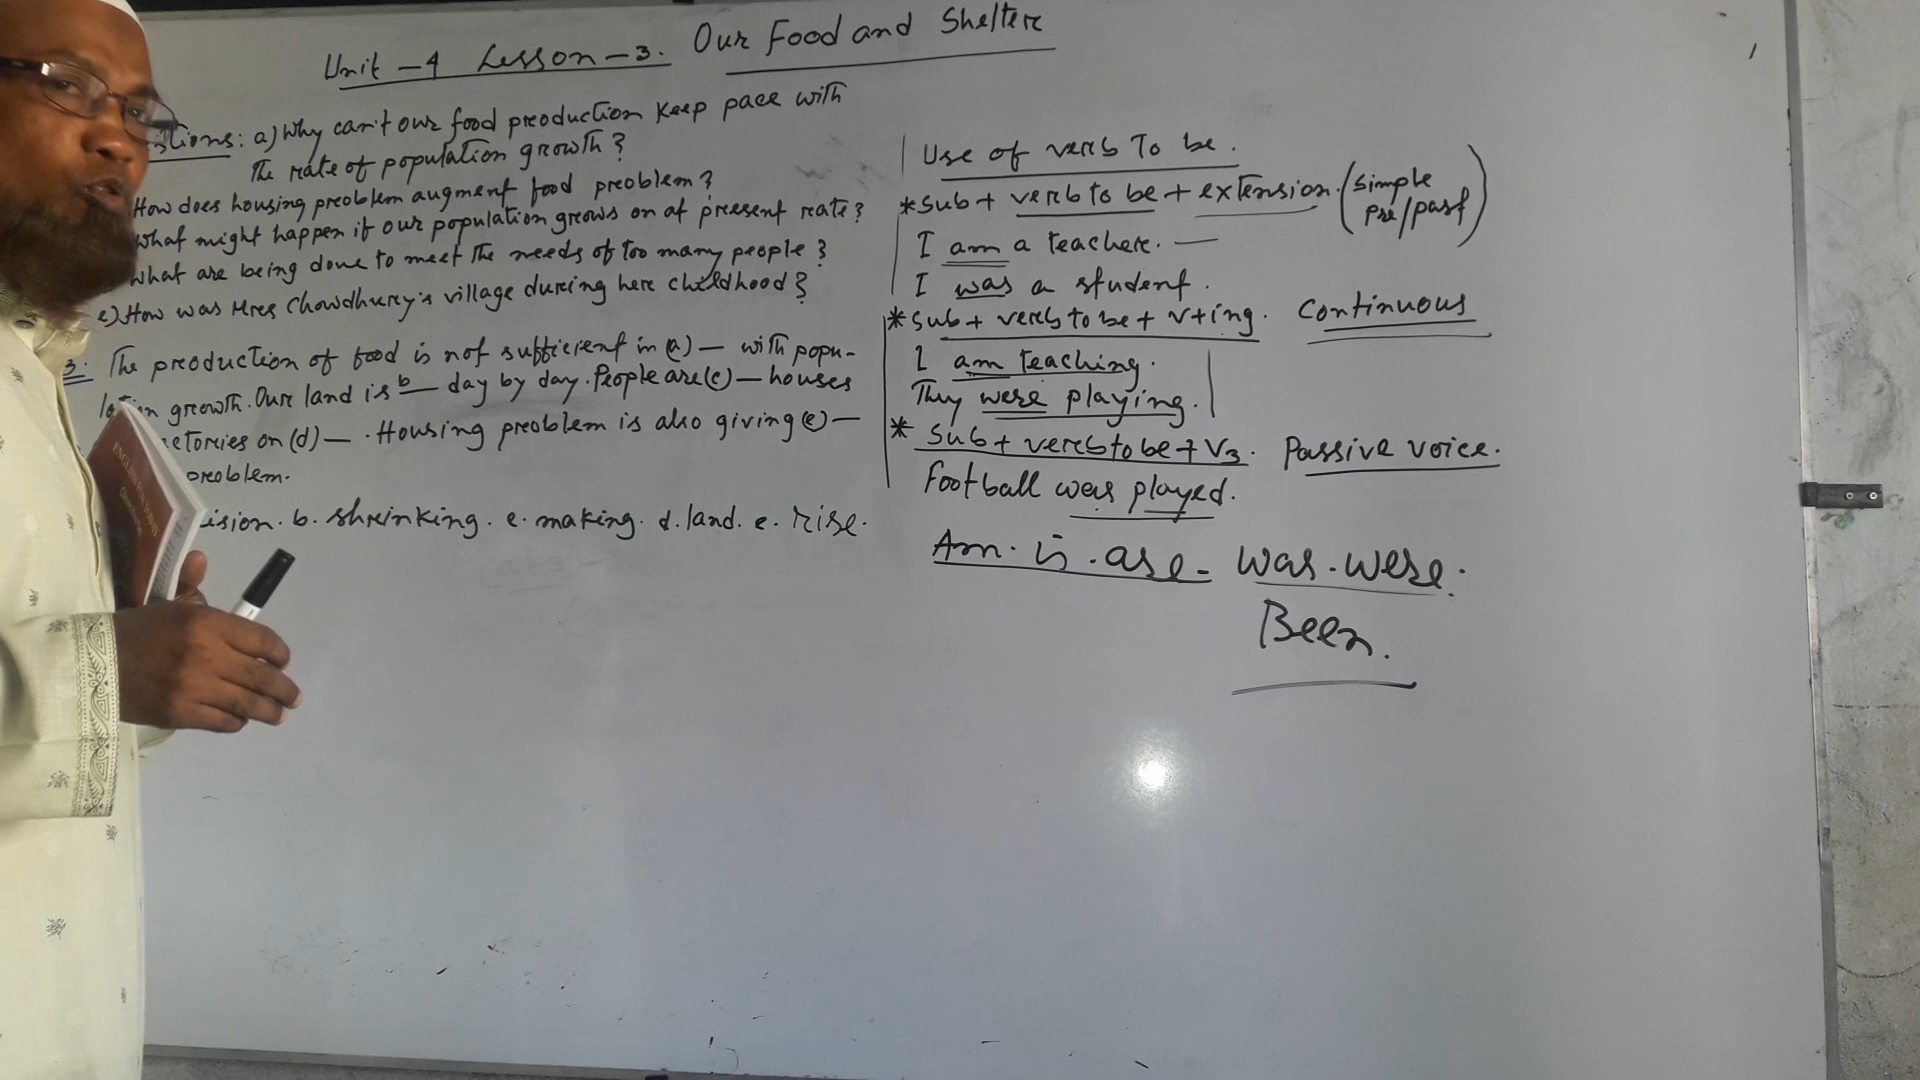 Unit - 4 Lesson - 3. Our Food and Shelter
stions: a) Why can't our food production keep pace with
the rate of population growth?
How does housing problem augment food problem?
What might happen if our population grows on at present rate?
What are being done to meet the needs of too many people?
e) How was Mrs Chowdhury's village during here childhood?
3. The production of food is not sufficient in (a) — with popu-
lation growth. Our land is b — day by day. People are (c) — houses
ctories on (d) — . Housing problem is also giving (e) —
problem.
ision. b. shrinking. c. making. d. land. e. rise.
Use of verb to be.
* Sub + verb to be + extension. (Simple
Pre/past)
I am a teacher. —
I was a student.
* Sub + verb to be + v+ing. Continuous
I am teaching.
They were playing.
* Sub + verb to be + V3. Passive voice.
Football was played.
Am. is. are - was. were.
Been.
ENGLISH FOR TODAY